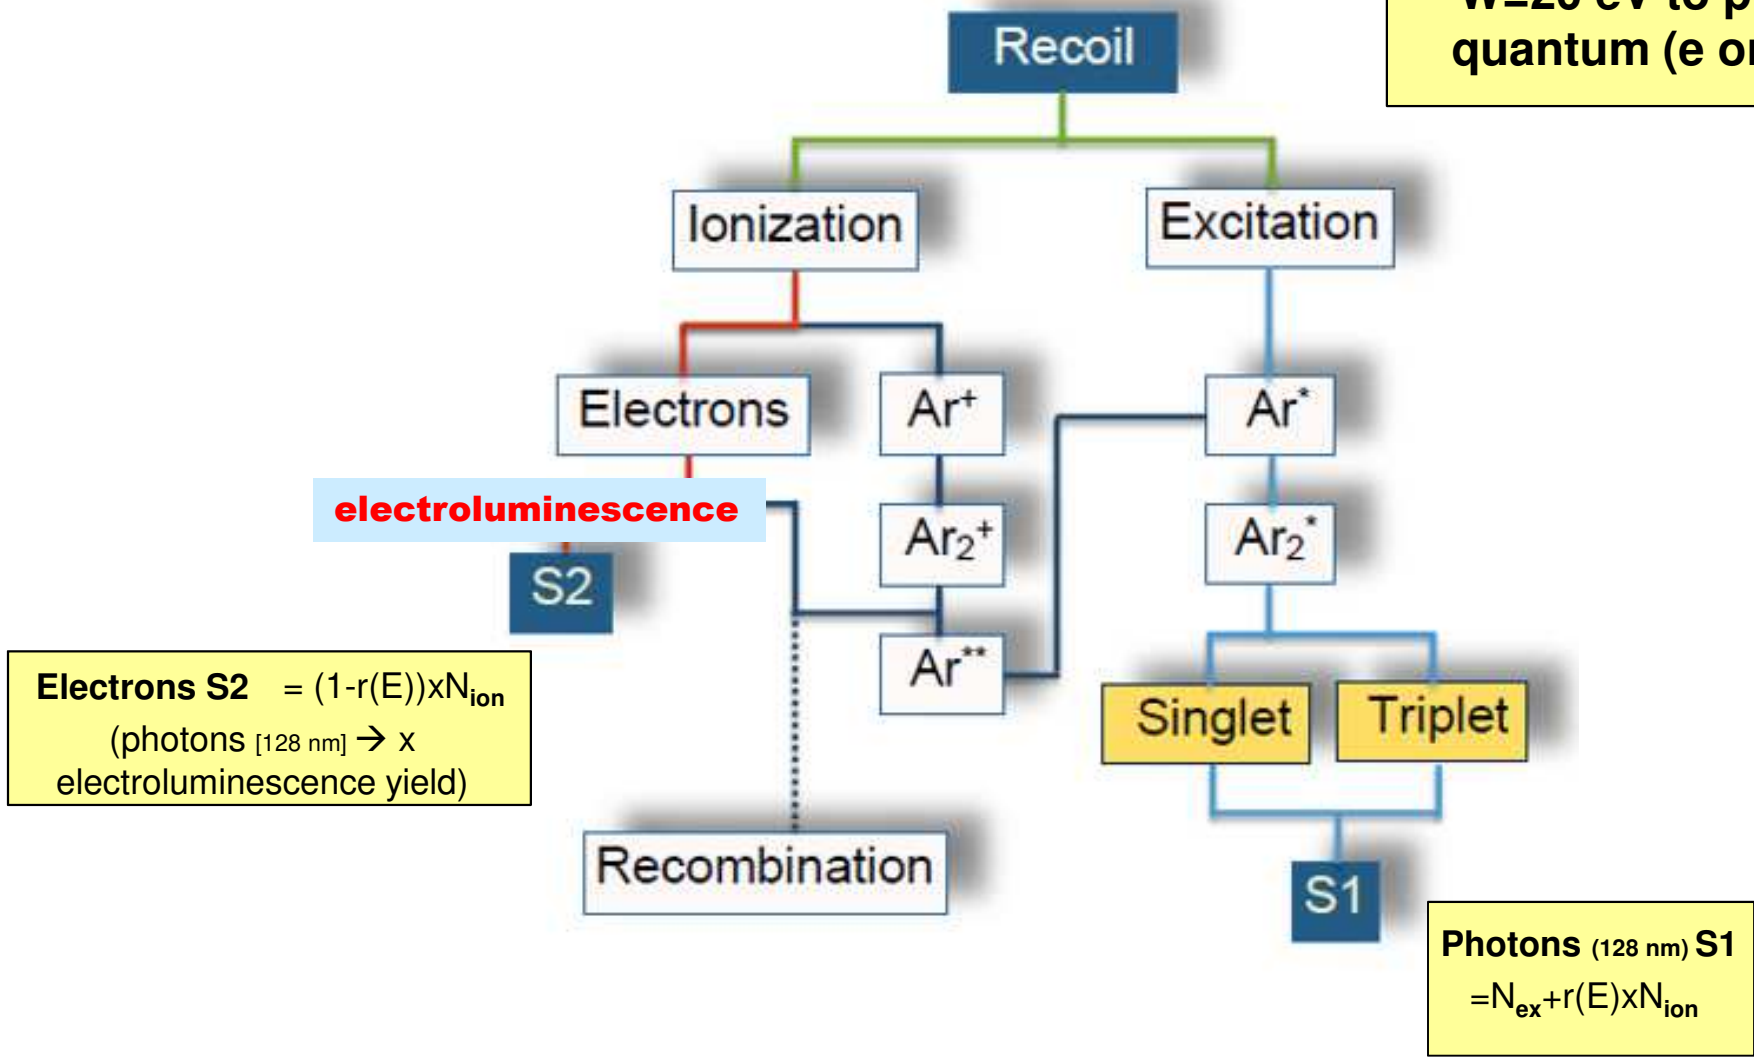 quantum (e o
Recoil
Ionization
Excitation
Electrons
Ar⁺
Ar*
electroluminescence
Ar₂⁺
Ar₂*
S2
Ar**
Electrons S2 = (1-r(E))xNion
(photons [128 nm] → x
electroluminescence yield)
Singlet
Triplet
Recombination
S1
Photons (128 nm) S1
=Nex+r(E)xNion